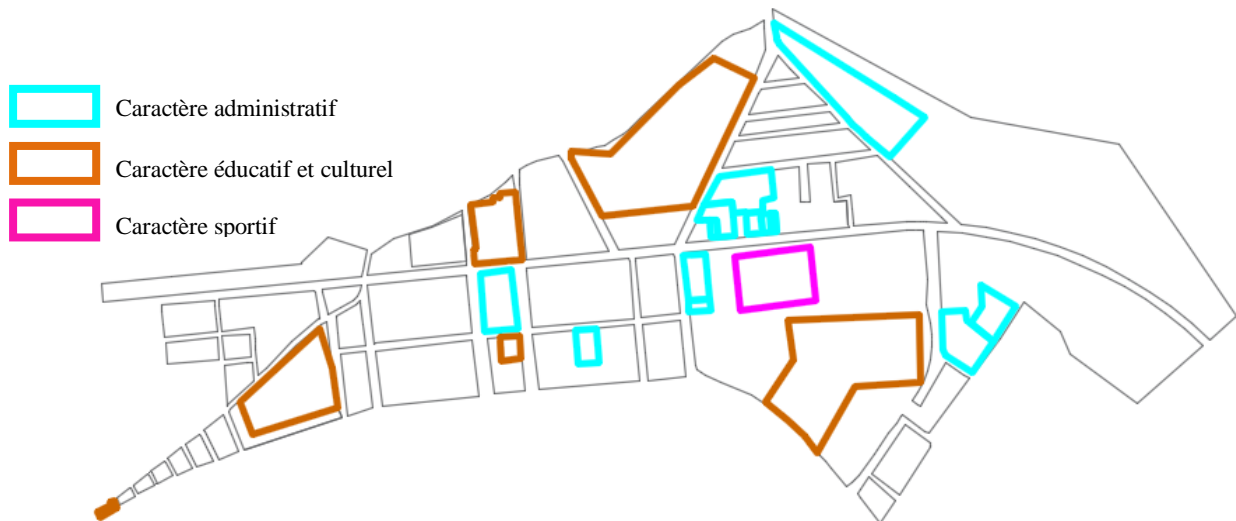 Caractère administratif
Caractère éducatif et culturel
Caractère sportif